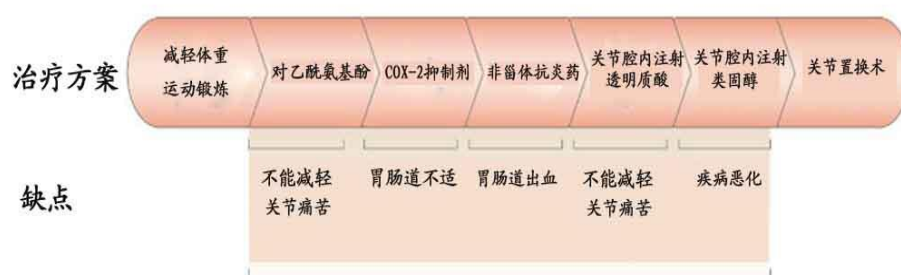 治疗方案
减轻体重
运动锻炼
对乙酰氨基酚
COX-2抑制剂
非甾体抗炎药
关节腔内注射
透明质酸
关节腔内注射
类固醇
关节置换术
缺点
不能减轻
关节痛苦
胃肠道不适
胃肠道出血
不能减轻
关节痛苦
疾病恶化